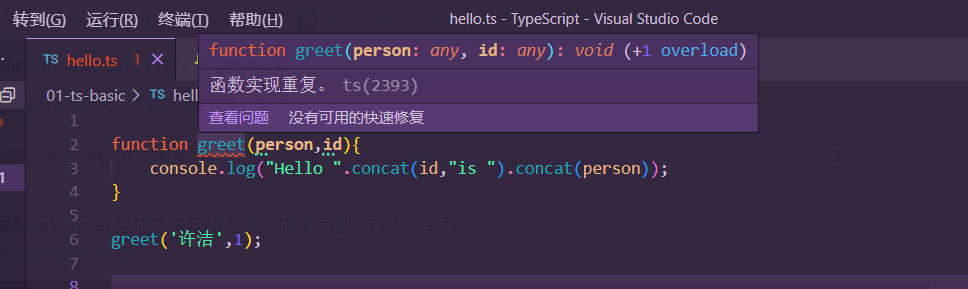 转到(G) 运行(R) 终端(T) 帮助(H) hello.ts - TypeScript - Visual Studio Code
TS hello.ts 1 ×
function greet(person: any, id: any): void (+1 overload)
函数实现重复。 ts(2393)
查看问题 没有可用的快速修复
01-ts-basic > TS hell
1
2 function greet(person,id){
3 console.log("Hello ".concat(id,"is ").concat(person));
4 }
5
6 greet('许洁',1);
7
8
1